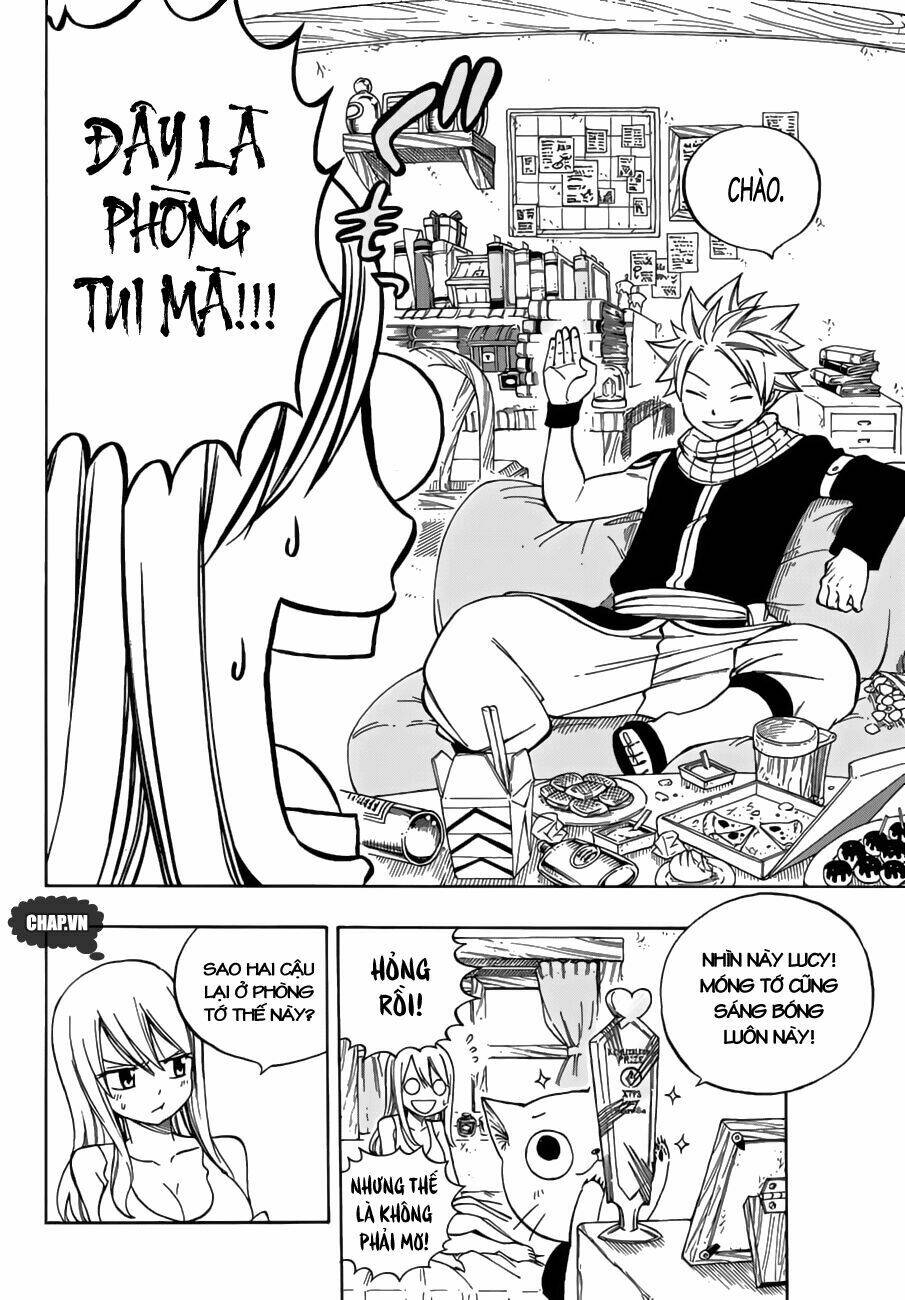 ĐÂY LÀ
PHÒNG
TUI MÀ!!!
CHÀO.
CHAP.VN
SAO HAI CẬU
LẠI Ở PHÒNG
TỚ THẾ NÀY?
HỎNG
RỒI!
NHÌN NÀY LUCY!
MÓNG TỚ CŨNG
SÁNG BÓNG
LUÔN NÀY!
PRIZE
NHƯNG THẾ
LÀ KHÔNG
PHẢI MƠ!